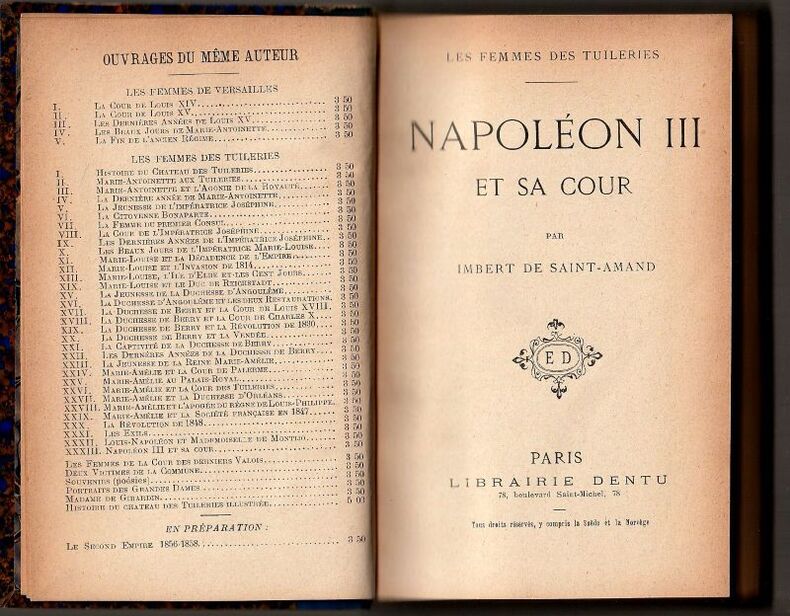 OUVRAGES DU MÊME AUTEUR
LES FEMMES DE VERSAILLES
I. LA COUR DE LOUIS XIV 3 50
II. LA COUR DE LOUIS XV 3 50
III. LES DERNIÈRES ANNÉES DE LOUIS XV 3 50
IV. LES BEAUX JOURS DE MARIE-ANTOINETTE 3 50
V. LA FIN DE L'ANCIEN RÉGIME 3 50
LES FEMMES DES TUILERIES
I. HISTOIRE DU CHATEAU DES TUILERIES 3 50
II. MARIE-ANTOINETTE AUX TUILERIES 3 50
III. MARIE-ANTOINETTE ET L'AGONIE DE LA ROYAUTÉ 3 50
IV. LA DERNIÈRE ANNÉE DE MARIE-ANTOINETTE 3 50
V. LA JEUNESSE DE L'IMPÉRATRICE JOSÉPHINE 3 50
VI. LA CITOYENNE BONAPARTE 3 50
VII LA FEMME DU PREMIER CONSUL 3 50
VIII. LA COUR DE L'IMPÉRATRICE JOSÉPHINE 3 50
IX. LES DERNIÈRES ANNÉES DE L'IMPÉRATRICE JOSÉPHINE 3 50
X. LES BEAUX JOURS DE L'IMPÉRATRICE MARIE-LOUISE 3 50
XI. MARIE-LOUISE ET LA DÉCADENCE DE L'EMPIRE 3 50
XII. MARIE-LOUISE ET L'INVASION DE 1814 3 50
XIII. MARIE-LOUISE, L'ILE D'ELBE ET LES CENT JOURS 3 50
XIX. MARIE-LOUISE ET LE DUC DE REICHSTADT 3 50
XV. LA JEUNESSE DE LA DUCHESSE D'ANGOULÊME 3 50
XVI. LA DUCHESSE D'ANGOULÊME ET LES DEUX RESTAURATIONS. 3 50
XVII. LA DUCHESSE DE BERRY ET LA COUR DE LOUIS XVIII. 3 50
XVIII. LA DUCHESSE DE BERRY ET LA COUR DE CHARLES X 3 50
XIX. LA DUCHESSE DE BERRY ET LA RÉVOLUTION DE 1830 3 50
XX. LA DUCHESSE DE BERRY ET LA VENDÉE 3 50
XXI. LA CAPTIVITÉ DE LA DUCHESSE DE BERRY 3 50
XXII. LES DERNÈRES ANNÉES DE LA DUCHESSE DE BERRY 3 50
XXIII. LA JEUNESSE DE LA REINE MARIE-AMÉLIE 3 50
XXIV. MARIE-AMÉLIE ET LA COUR DE PALERME 3 50
XXV. MARIE-AMÉLIE AU PALAIS-ROYAL 3 50
XXVI. MARIE-AMÉLIE ET LA COUR DES TUILERIES 3 50
XXVII. MARIE-AMÉLIE ET LA DUCHESSE D'ORLÉANS 3 50
XXVIII. MARIE-AMÉLIE ET L'APOGÉE DU RÈGNE DE LOUIS-PHILIPPE. 3 50
XXIX. MARIE-AMÉLIE ET LA SOCIÉTÉ FRANÇAISE EN 1847 3 50
XXX. LA RÉVOLUTION DE 1848 3 50
XXXI. LES EXILS 3 50
XXXII. LOUIS-NAPOLÉON ET MADEMOISELLE DE MONTIJO 3 50
XXXIII. NAPOLÉON III ET SA COUR 3 50
LES FEMMES DE LA COUR DES DERNIERS VALOIS 3 50
DEUX VICTIMES DE LA COMMUNE 3 50
SOUVENIRS (poésies) 3 50
PORTRAITS DES GRANDES DAMES 3 50
MADAME DE GIRARDIN 3 50
HISTOIRE DU CHATEAU DES TUILERIES ILLUSTRÉE 5 00
EN PRÉPARATION :
LE SECOND EMPIRE 1856-1858 3 50
LES FEMMES DES TUILERIES
NAPOLÉON III
ET SA COUR
PAR
IMBERT DE SAINT-AMAND
E D
PARIS
LIBRAIRIE DENTU
78, boulevard Saint-Michel, 78
Tous droits réservés, y compris la Suède et la Norvège